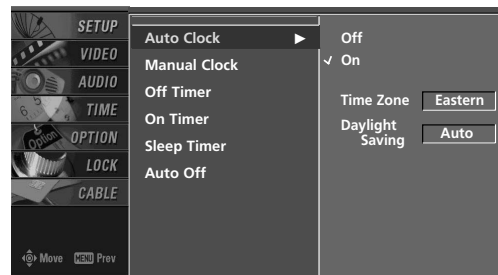 SETUP
VIDEO
AUDIO
TIME
OPTION
LOCK
CABLE
Move MENU Prev
Auto Clock
Manual Clock
Off Timer
On Timer
Sleep Timer
Auto Off
Off
On
Time Zone Eastern
Daylight
Saving Auto